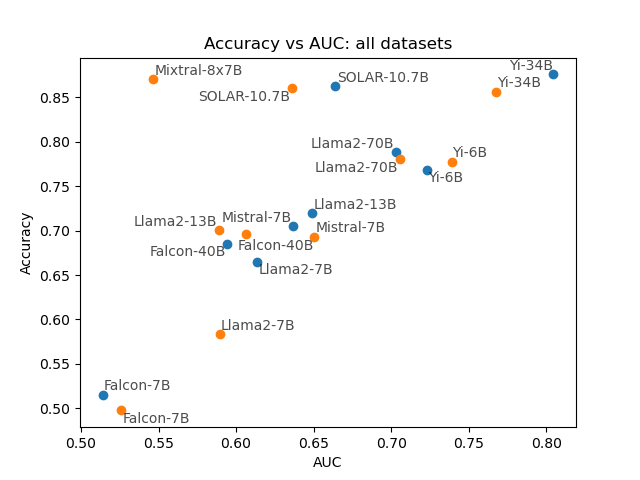 Accuracy vs AUC: all datasets
Yi-34B
Mixtral-8x7B
SOLAR-10.7B
Yi-34B
SOLAR-10.7B
Llama2-70B
Yi-6B
Llama2-70B
Yi-6B
Llama2-13B
Llama2-13B
Mistral-7B
Mistral-7B
Falcon-40B
Falcon-40B
Llama2-7B
Llama2-7B
Falcon-7B
Falcon-7B
Accuracy
0.85
0.80
0.75
0.70
0.65
0.60
0.55
0.50
0.50 0.55 0.60 0.65 0.70 0.75 0.80
AUC